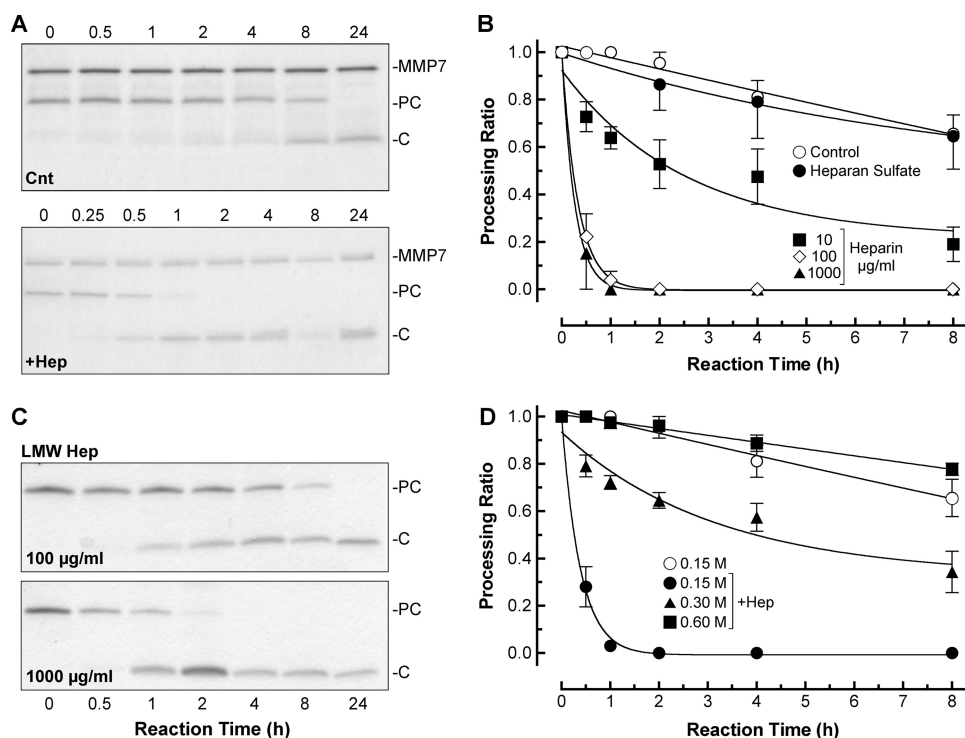 A
0 0.5 1 2 4 8 24
-MMP7
-PC
-C
Cnt
0 0.25 0.5 1 2 4 8 24
-MMP7
-PC
-C
+Hep
B
Processing Ratio
1.0
0.8
0.6
0.4
0.2
0.0
Control
Heparan Sulfate
10
100
1000
Heparin
µg/ml
0 1 2 3 4 5 6 7 8
Reaction Time (h)
C
LMW Hep
-PC
-C
100 µg/ml
-PC
-C
1000 µg/ml
0 0.5 1 2 4 8 24
Reaction Time (h)
D
Processing Ratio
1.0
0.8
0.6
0.4
0.2
0.0
0.15 M
0.15 M
0.30 M
0.60 M
+Hep
0 1 2 3 4 5 6 7 8
Reaction Time (h)